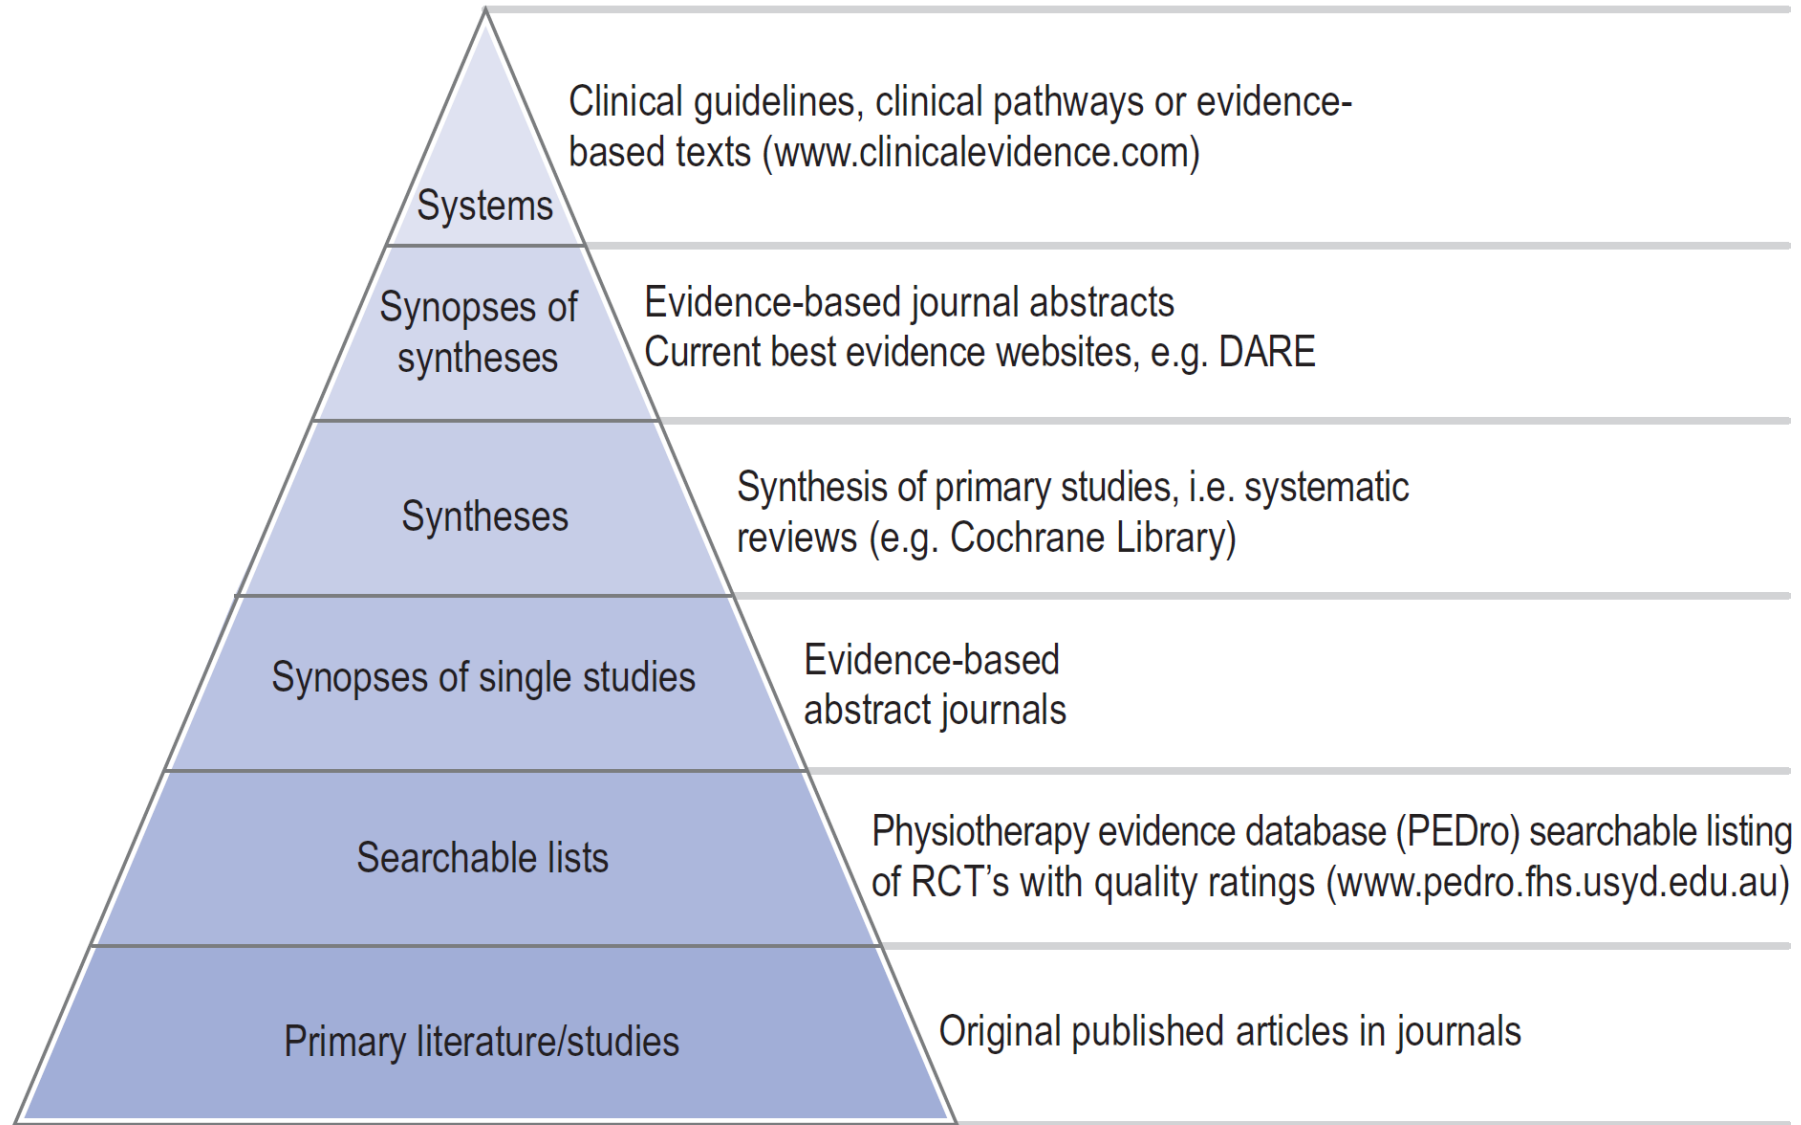 Clinical guidelines, clinical pathways or evidence-
based texts (www.clinicalevidence.com)
Systems
Synopses of
syntheses
Evidence-based journal abstracts
Current best evidence websites, e.g. DARE
Syntheses
Synthesis of primary studies, i.e. systematic
reviews (e.g. Cochrane Library)
Synopses of single studies
Evidence-based
abstract journals
Searchable lists
Physiotherapy evidence database (PEDro) searchable listing
of RCT’s with quality ratings (www.pedro.fhs.usyd.edu.au)
Primary literature/studies
Original published articles in journals